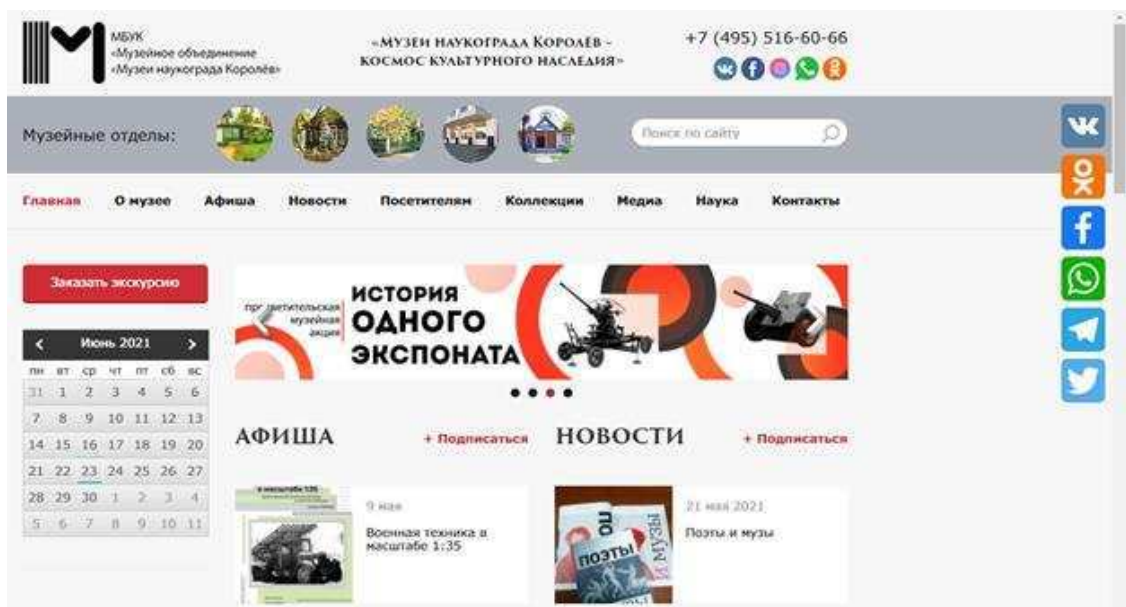 МБУК
«Музейное объединение
«Музеи наукограда Королёв»
«Музеи наукограда Королёв –
космос культурного наследия»
+7 (495) 516-60-66
Музейные отделы:
Поиск по сайту
Главная О музее Афиша Новости Посетителям Коллекции Медиа Наука Контакты
Заказать экскурсию
Июнь 2021
пн вт ср чт пт сб вс
31 1 2 3 4 5 6
7 8 9 10 11 12 13
14 15 16 17 18 19 20
21 22 23 24 25 26 27
28 29 30 1 2 3 4
5 6 7 8 9 10 11
музейная
акция
ИСТОРИЯ
ОДНОГО
ЭКСПОНАТА
АФИША + Подписаться
в масштабе 1:35
9 мая
Военная техника в
масштабе 1:35
НОВОСТИ + Подписаться
ПОЭТЫ
И МУЗЫ
21 мая 2021
Поэты и музы